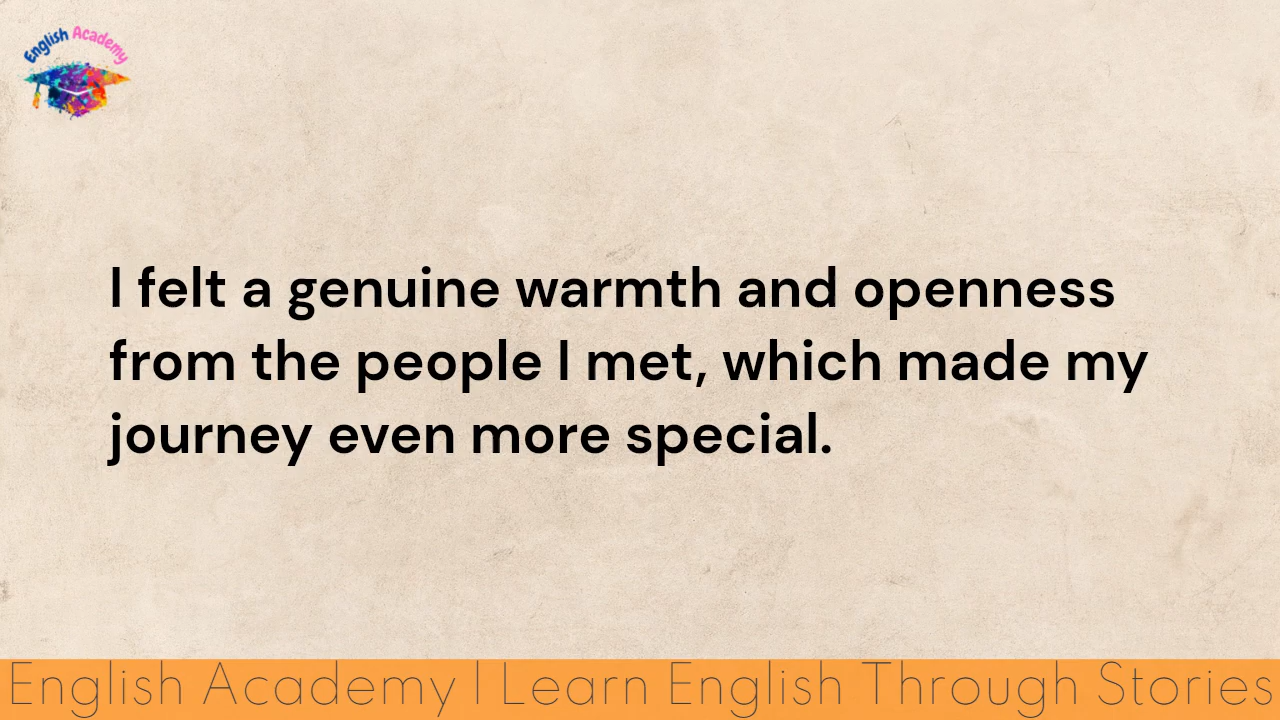 English Academy
I felt a genuine warmth and openness
from the people I met, which made my
journey even more special.
English Academy | Learn English Through Stories